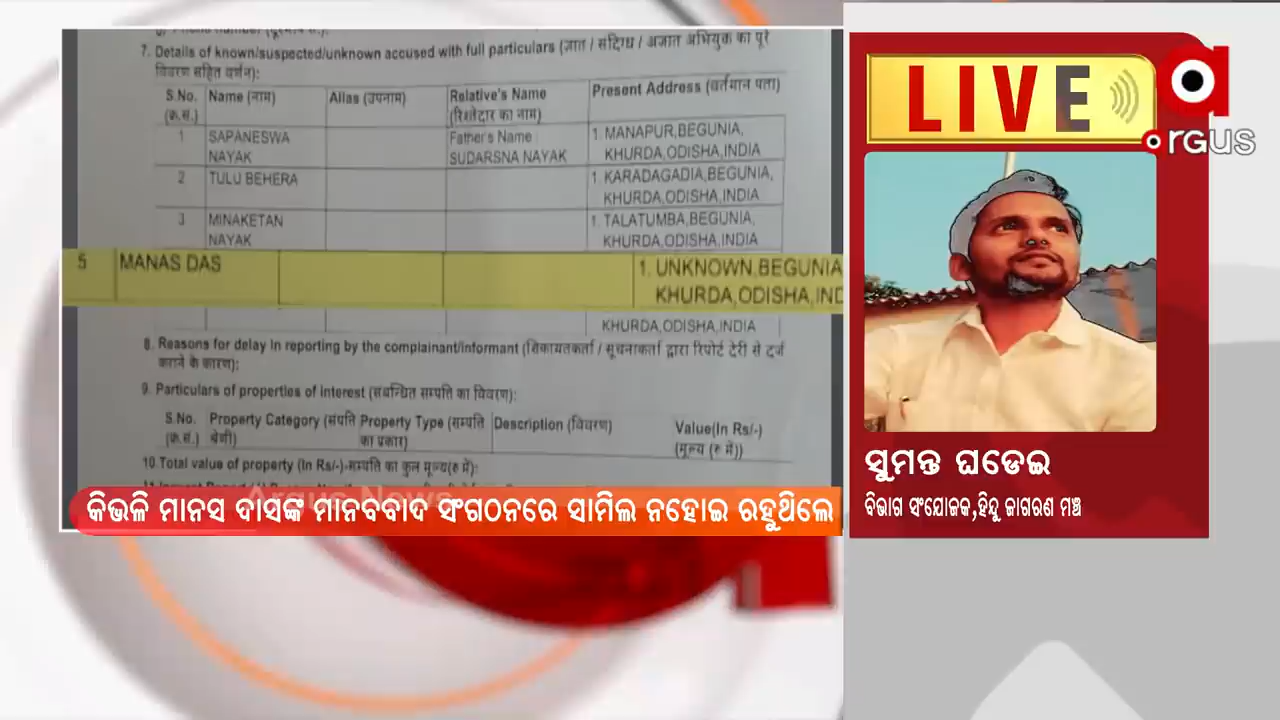 7. Details of known/suspected/unknown accused with full particulars (ज्ञात / संदिग्ध / अज्ञात अभियुक्त का पूरे
विवरण सहित वर्णन):
S.No. Name (नाम) Alias (उपनाम) Relative's Name Present Address (वर्तमान पता)
(क्र.सं.) (रिश्तेदार का नाम)
1 SAPANESWA Father's Name : 1. MANAPUR,BEGUNIA,
NAYAK SUDARSNA NAYAK KHURDA,ODISHA,INDIA
2 TULU BEHERA 1. KARADAGADIA,BEGUNIA,
KHURDA,ODISHA,INDIA
3 MINAKETAN 1. TALATUMBA,BEGUNIA,
NAYAK KHURDA,ODISHA,INDIA
5 MANAS DAS 1. UNKNOWN,BEGUNIA
KHURDA,ODISHA,IND
KHURDA,ODISHA,INDIA
8. Reasons for delay in reporting by the complainant/informant (शिकायतकर्ता / सूचनाकर्ता द्वारा रिपोर्ट देरी से दर्ज
कराने के कारण):
9. Particulars of properties of interest (संबन्धित सम्पत्ति का विवरण):
S.No. Property Category (संपत्ति Property Type (सम्पत्ति Description (विवरण) Value(In Rs/-)
(क्र.सं.) श्रेणी) का प्रकार) (मूल्य (रु में))
10.Total value of property (In Rs/-)-सम्पत्ति का कुल मूल्य(रु में):
Argus News
କିଭଳି ମାନସ ଦାସଙ୍କ ମାନବବାଦ ସଂଗଠନରେ ସାମିଲ ନହୋଇ ରହୁଥିଲେ
LIVE
argus
ସୁମନ୍ତ ଘଡେଇ
ବିଭାଗ ସଂଯୋଜକ,ହିନ୍ଦୁ ଜାଗରଣ ମଞ୍ଚ